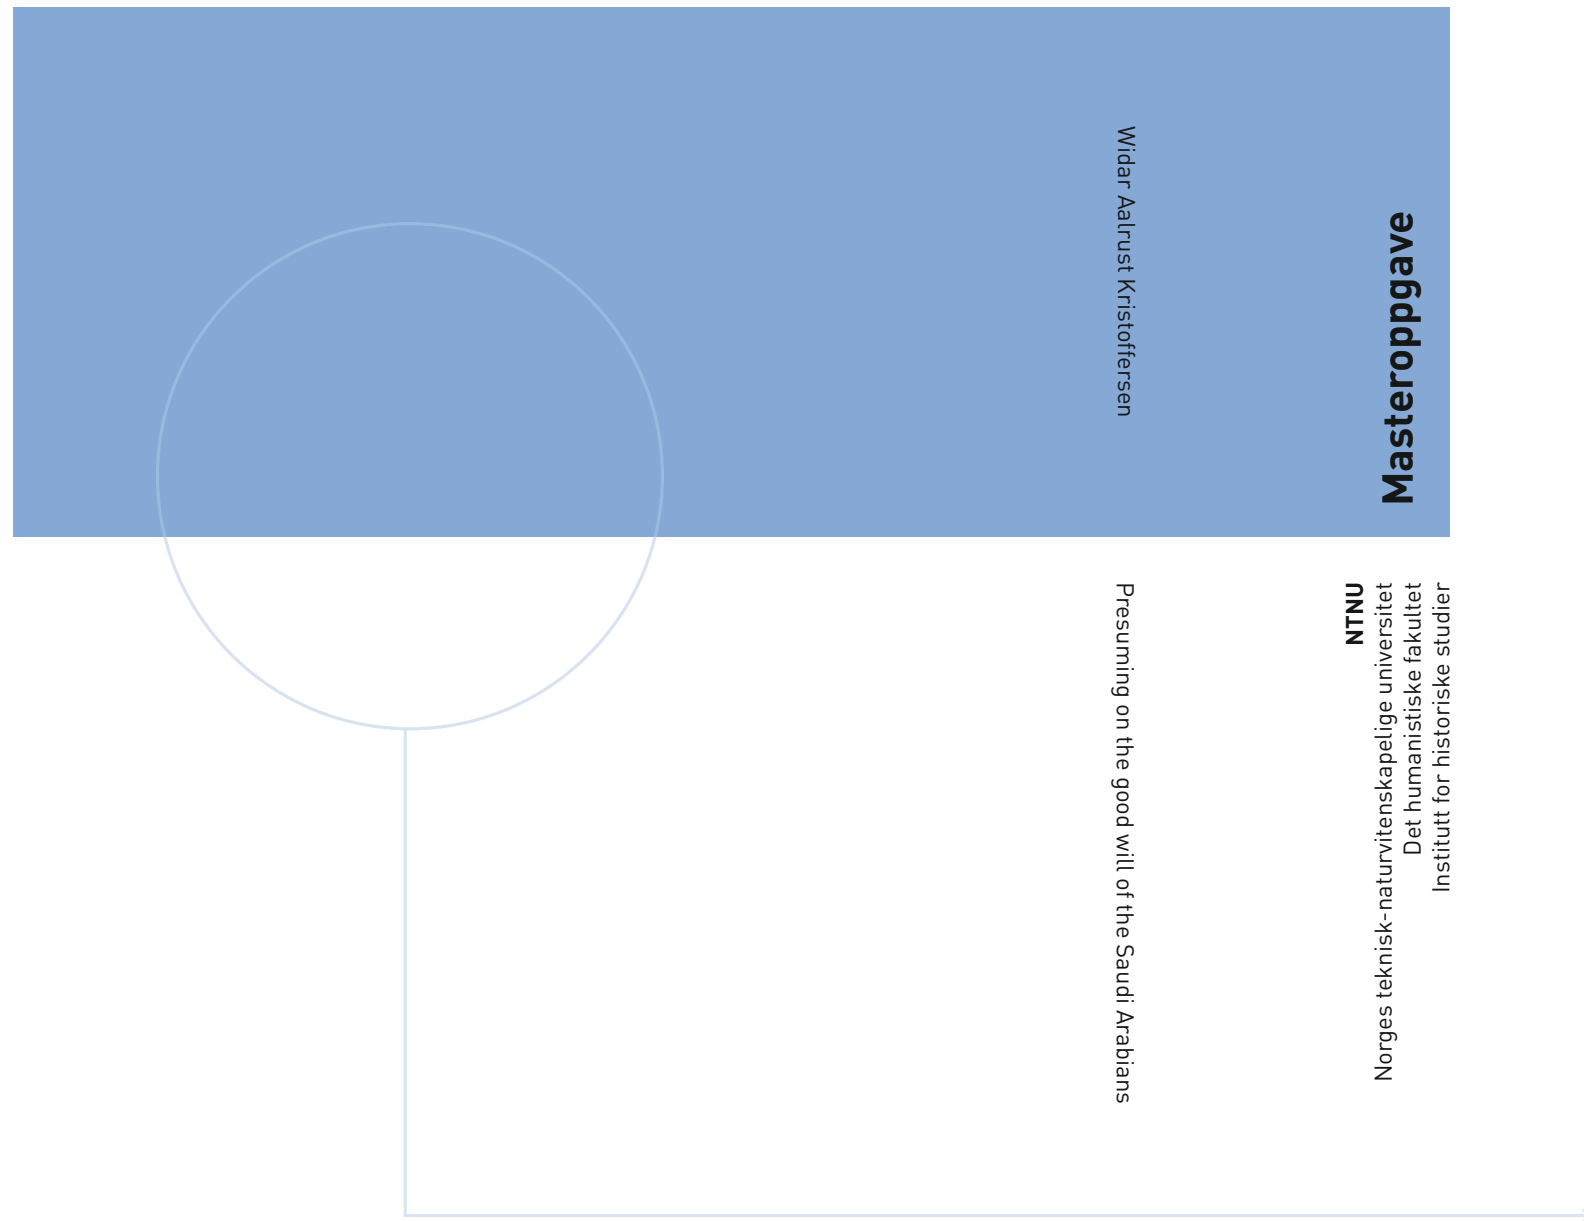 Widar Aalrust Kristoffersen
Presuming on the good will of the Saudi Arabians
Masteroppgave
NTNU
Norges teknisk-naturvitenskapelige universitet
Det humanistiske fakultet
Institutt for historiske studier